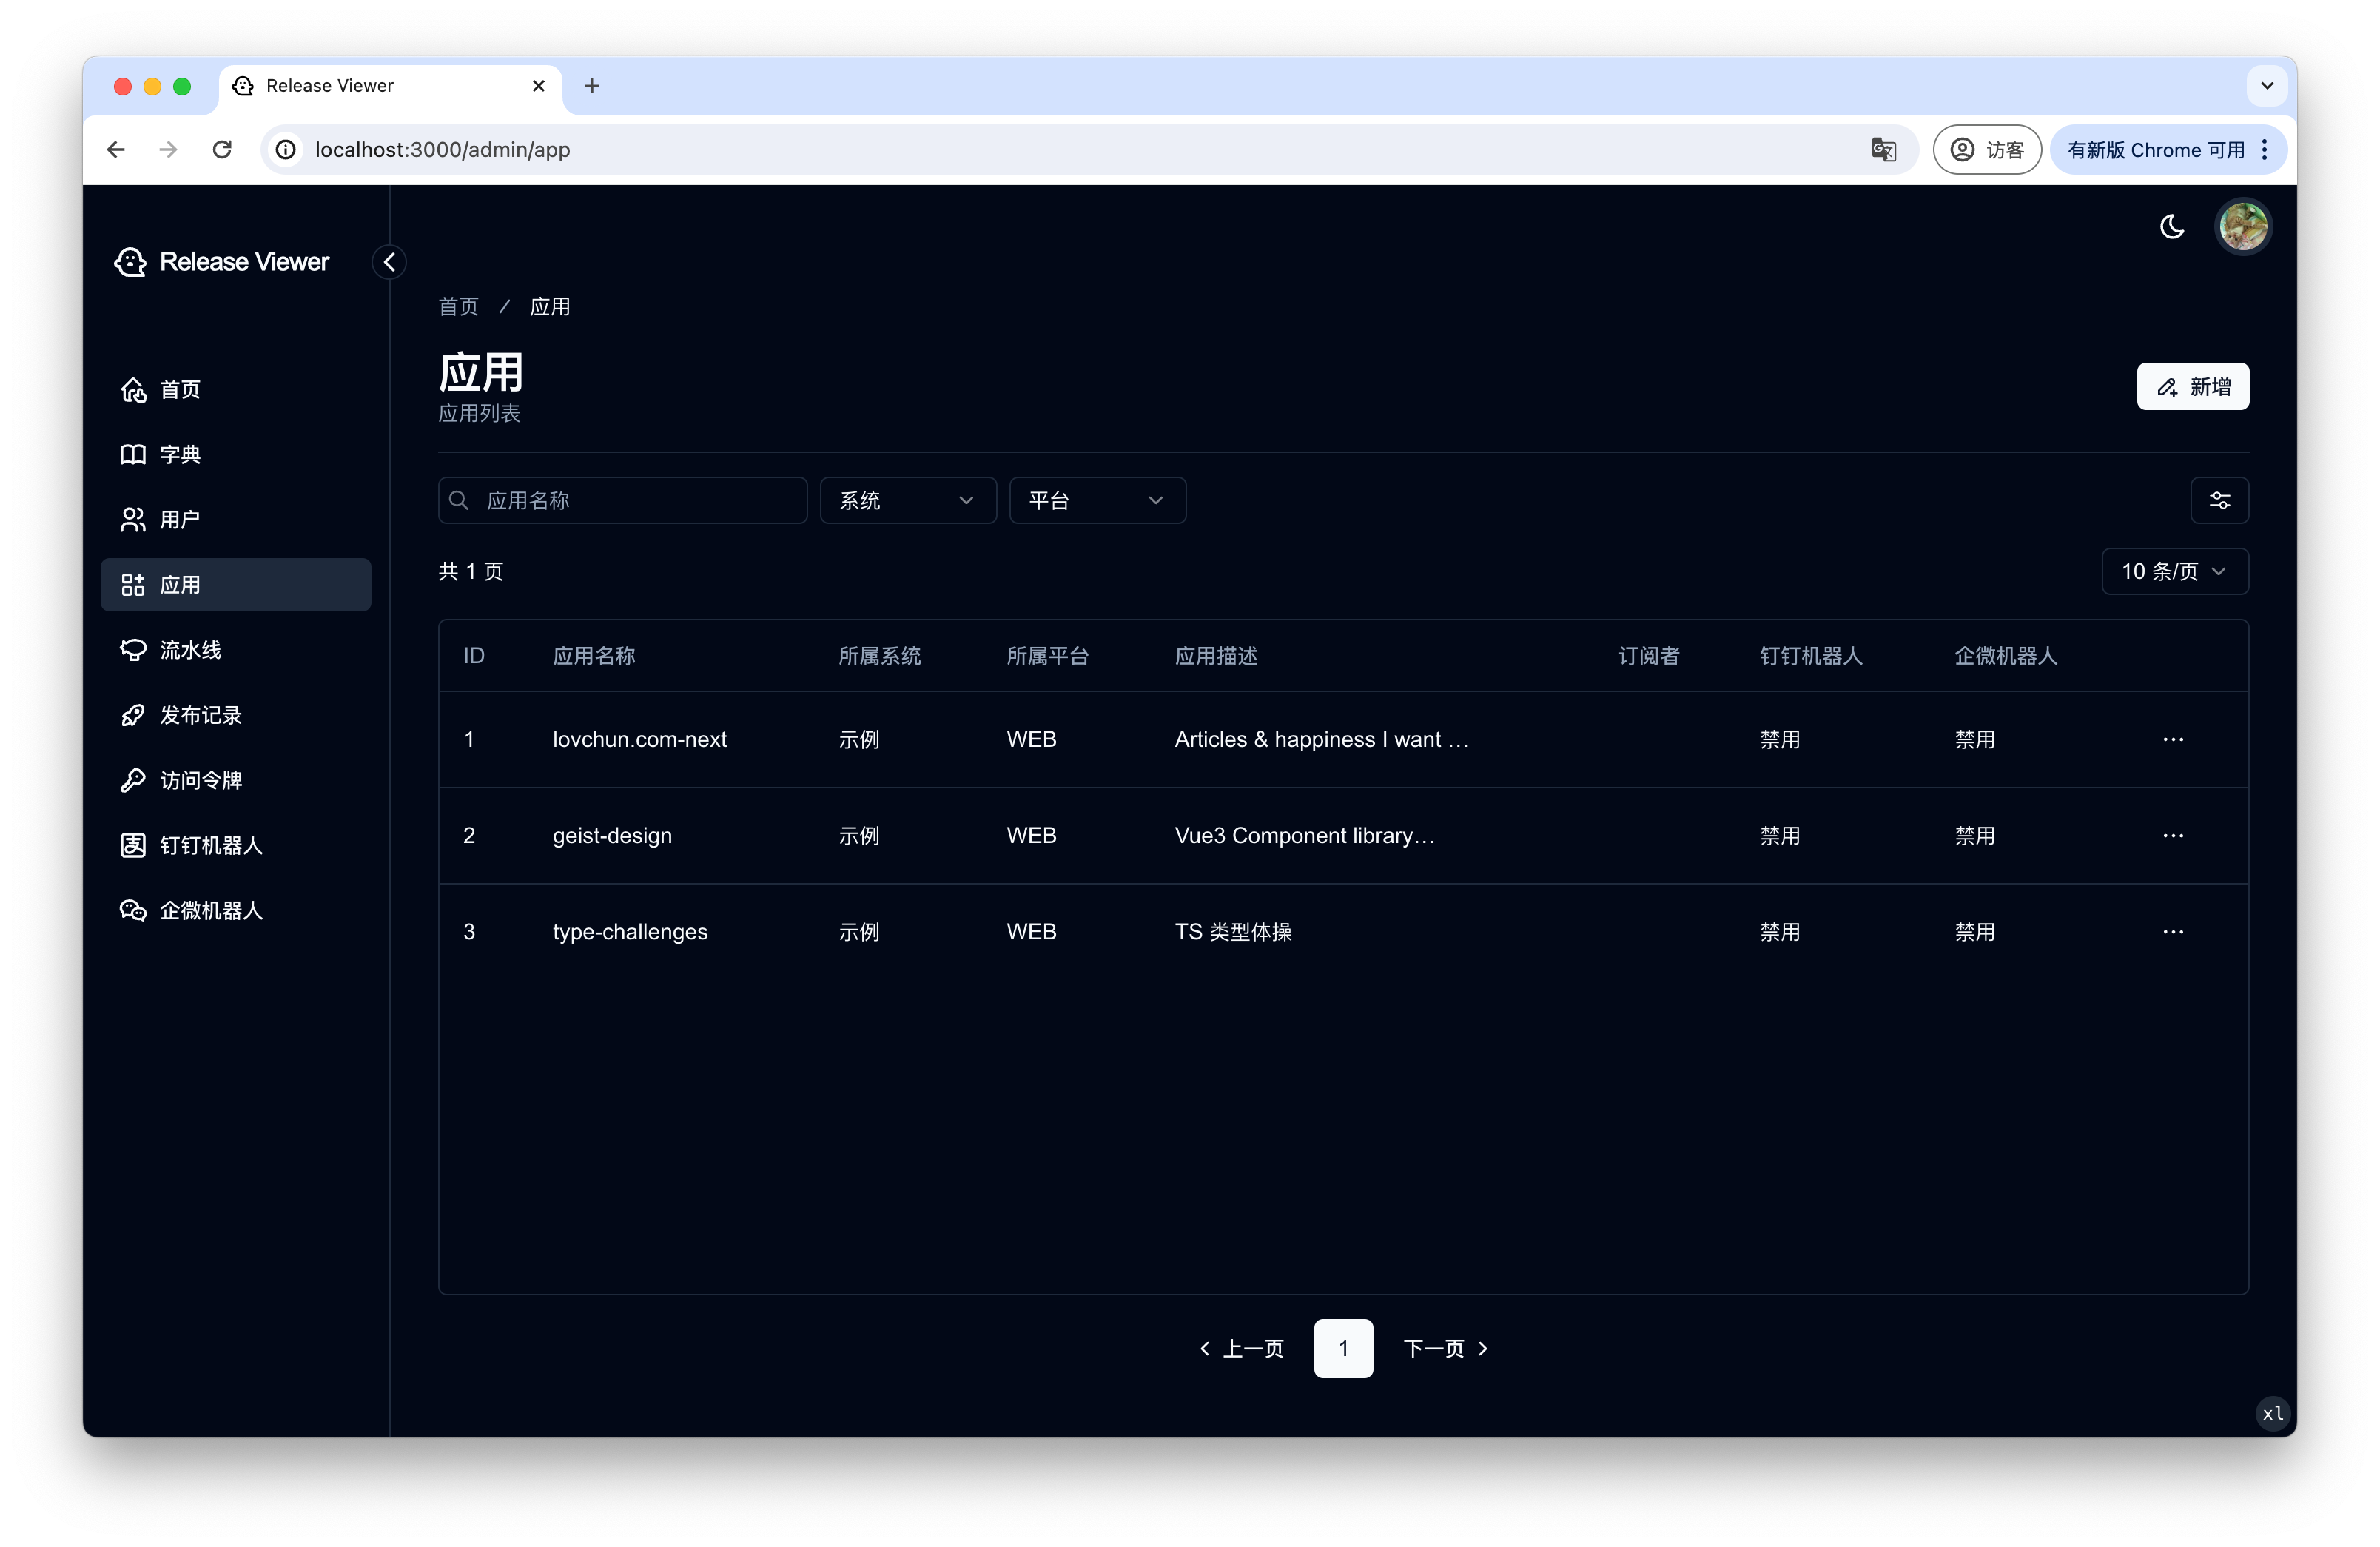 Release Viewer
localhost:3000/admin/app
访客
有新版 Chrome 可用
Release Viewer
首页
字典
用户
应用
流水线
发布记录
访问令牌
钉钉机器人
企微机器人
首页 / 应用
应用
应用列表
新增
应用名称
系统
平台
共 1 页
10 条/页
ID 应用名称 所属系统 所属平台 应用描述 订阅者 钉钉机器人 企微机器人
1 lovchun.com-next 示例 WEB Articles & happiness I want … 禁用 禁用 ···
2 geist-design 示例 WEB Vue3 Component library… 禁用 禁用 ···
3 type-challenges 示例 WEB TS 类型体操 禁用 禁用 ···
上一页 1 下一页
xl